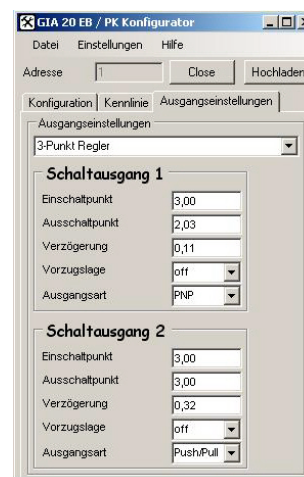 GIA 20 EB / PK Konfigurator
Datei Einstellungen Hilfe
Adresse 1 Close Hochladen
Konfiguration Kennlinie Ausgangseinstellungen
Ausgangseinstellungen
3-Punkt Regler
Schaltausgang 1
Einschaltpunkt 3,00
Ausschaltpunkt 2,03
Verzögerung 0,11
Vorzugslage off
Ausgangsart PNP
Schaltausgang 2
Einschaltpunkt 3,00
Ausschaltpunkt 3,00
Verzögerung 0,32
Vorzugslage off
Ausgangsart Push/Pull